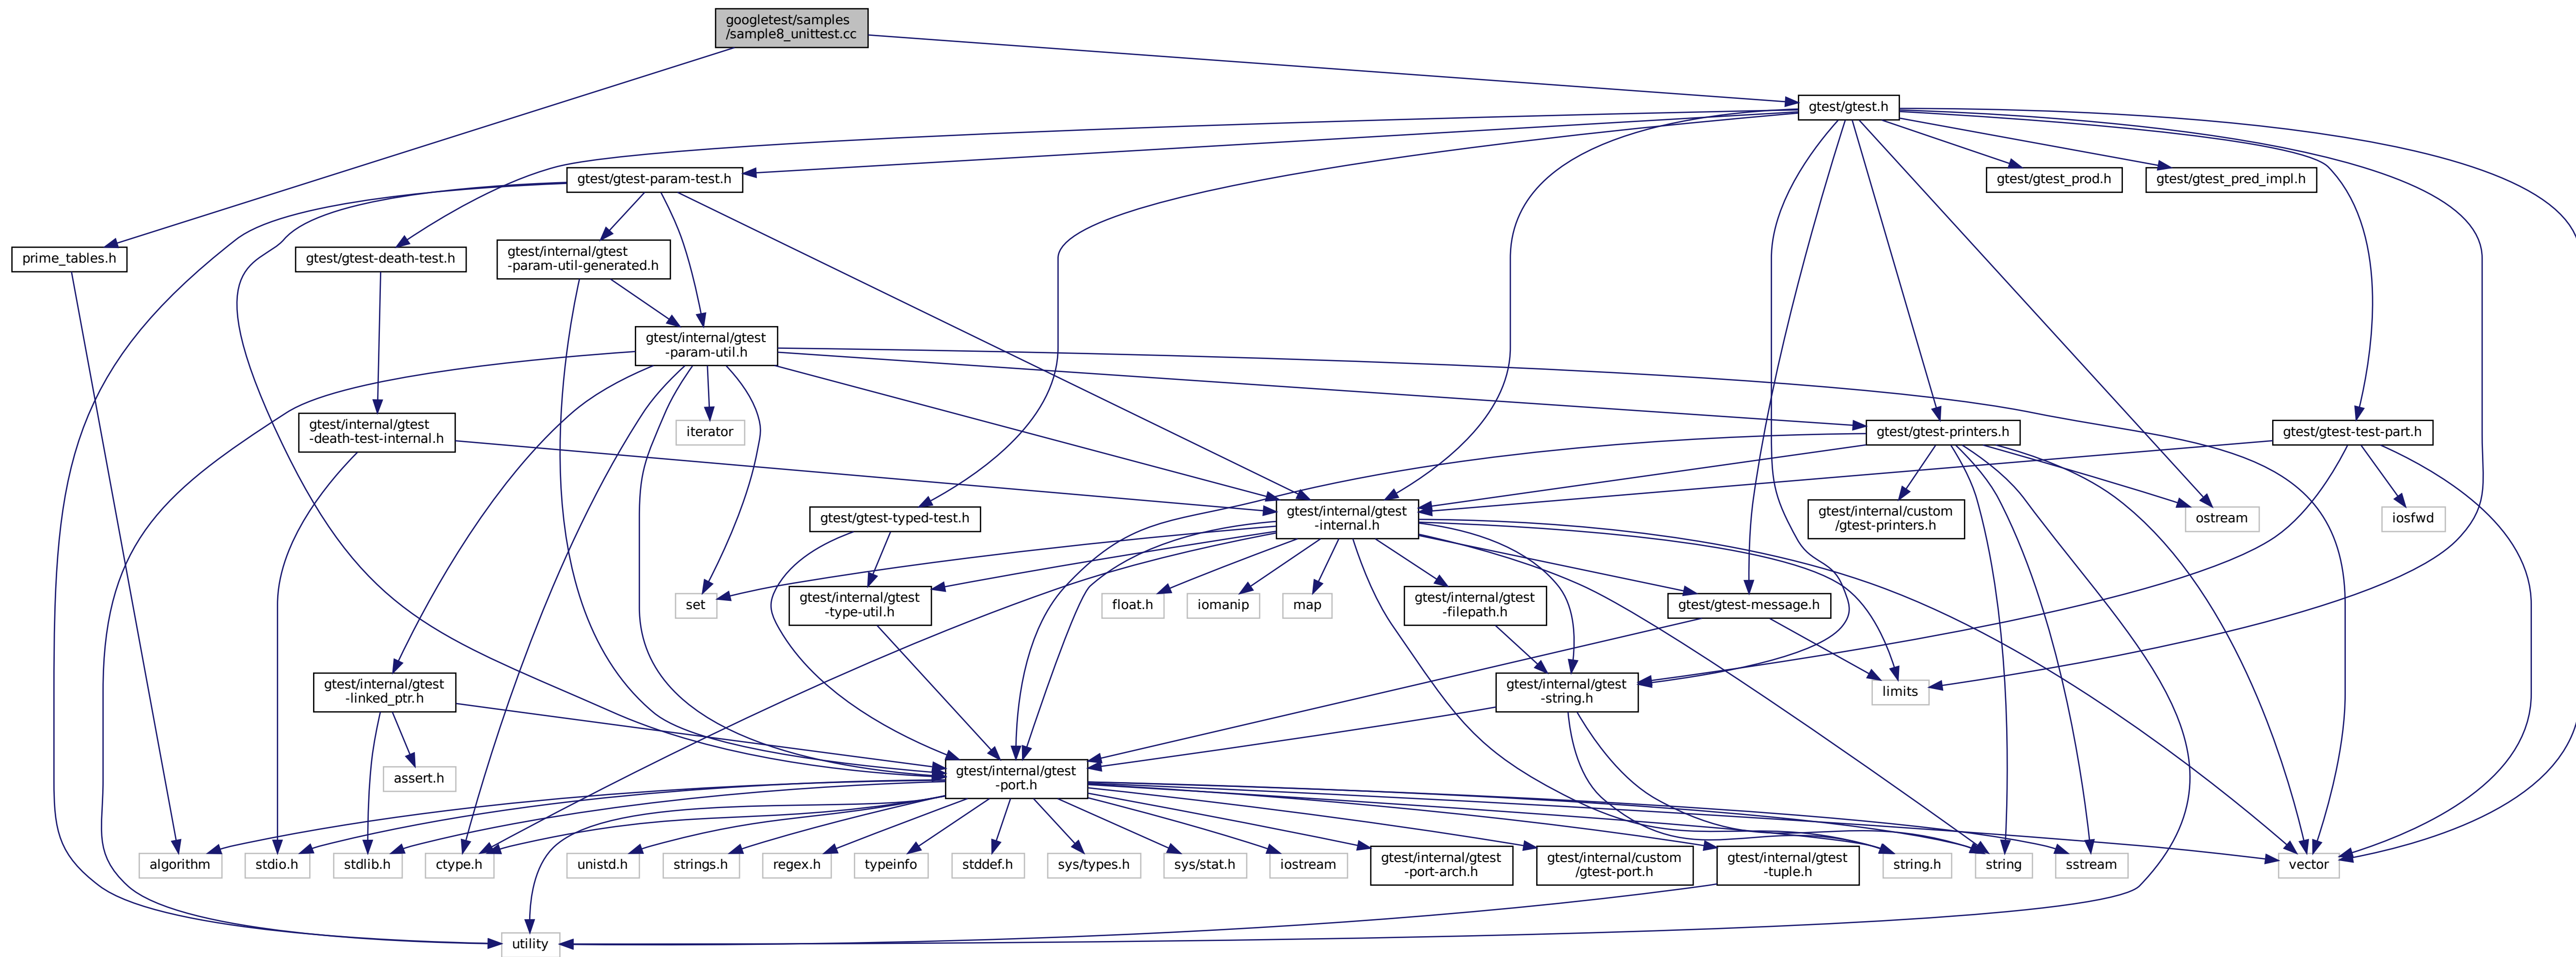 googletest/samples
/sample8_unittest.cc
gtest/gtest.h
gtest/gtest-param-test.h
gtest/gtest_prod.h
gtest/gtest_pred_impl.h
prime_tables.h
gtest/gtest-death-test.h
gtest/internal/gtest
-param-util-generated.h
gtest/internal/gtest
-param-util.h
gtest/internal/gtest
-death-test-internal.h
iterator
gtest/gtest-printers.h
gtest/gtest-test-part.h
gtest/gtest-typed-test.h
gtest/internal/gtest
-internal.h
gtest/internal/custom
/gtest-printers.h
ostream
iosfwd
set
gtest/internal/gtest
-type-util.h
float.h
iomanip
map
gtest/internal/gtest
-filepath.h
gtest/gtest-message.h
gtest/internal/gtest
-linked_ptr.h
gtest/internal/gtest
-string.h
limits
assert.h
gtest/internal/gtest
-port.h
algorithm
stdio.h
stdlib.h
ctype.h
unistd.h
strings.h
regex.h
typeinfo
stddef.h
sys/types.h
sys/stat.h
iostream
gtest/internal/gtest
-port-arch.h
gtest/internal/custom
/gtest-port.h
gtest/internal/gtest
-tuple.h
string.h
string
sstream
vector
utility